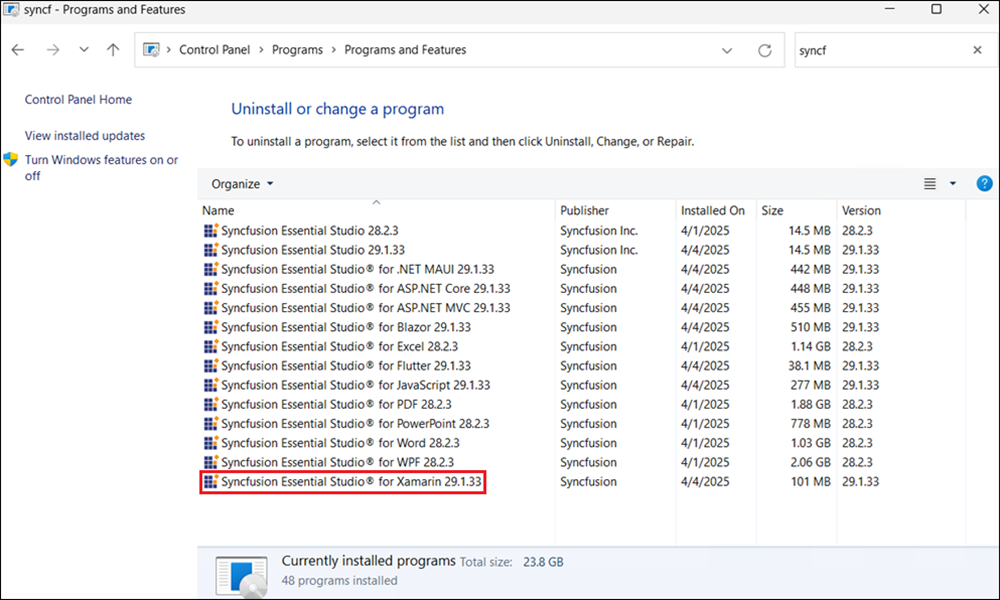 syncf - Programs and Features
Control Panel > Programs > Programs and Features
syncf
Control Panel Home
View installed updates
Turn Windows features on or
off
Uninstall or change a program
To uninstall a program, select it from the list and then click Uninstall, Change, or Repair.
Organize
Name Publisher Installed On Size Version
Syncfusion Essential Studio 28.2.3 Syncfusion Inc. 4/1/2025 14.5 MB 28.2.3
Syncfusion Essential Studio 29.1.33 Syncfusion Inc. 4/4/2025 14.5 MB 29.1.33
Syncfusion Essential Studio® for .NET MAUI 29.1.33 Syncfusion 4/4/2025 442 MB 29.1.33
Syncfusion Essential Studio® for ASP.NET Core 29.1.33 Syncfusion 4/4/2025 448 MB 29.1.33
Syncfusion Essential Studio® for ASP.NET MVC 29.1.33 Syncfusion 4/4/2025 455 MB 29.1.33
Syncfusion Essential Studio® for Blazor 29.1.33 Syncfusion 4/4/2025 510 MB 29.1.33
Syncfusion Essential Studio® for Excel 28.2.3 Syncfusion 4/1/2025 1.14 GB 28.2.3
Syncfusion Essential Studio® for Flutter 29.1.33 Syncfusion 4/4/2025 38.1 MB 29.1.33
Syncfusion Essential Studio® for JavaScript 29.1.33 Syncfusion 4/4/2025 277 MB 29.1.33
Syncfusion Essential Studio® for PDF 28.2.3 Syncfusion 4/1/2025 1.88 GB 28.2.3
Syncfusion Essential Studio® for PowerPoint 28.2.3 Syncfusion 4/1/2025 778 MB 28.2.3
Syncfusion Essential Studio® for Word 28.2.3 Syncfusion 4/1/2025 1.03 GB 28.2.3
Syncfusion Essential Studio® for WPF 28.2.3 Syncfusion 4/1/2025 2.06 GB 28.2.3
Syncfusion Essential Studio® for Xamarin 29.1.33 Syncfusion 4/4/2025 101 MB 29.1.33
Currently installed programs Total size: 23.8 GB
48 programs installed